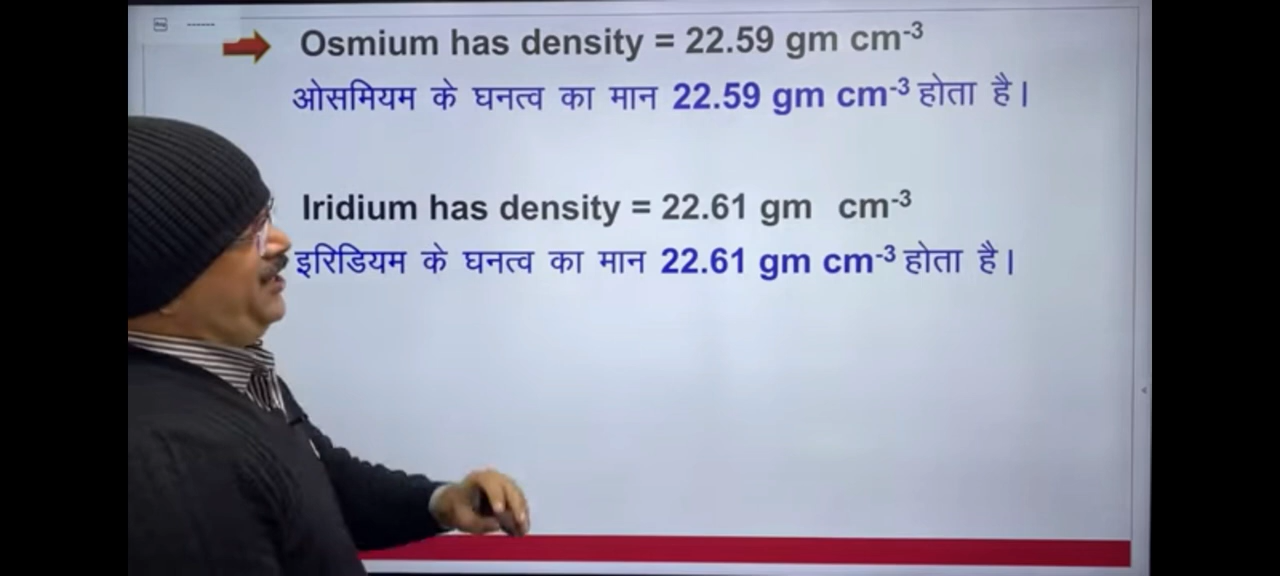 Osmium has density = 22.59 gm cm-3
ओसमियम के घनत्व का मान 22.59 gm cm-3 होता है।
Iridium has density = 22.61 gm cm-3
इरिडियम के घनत्व का मान 22.61 gm cm-3 होता है।